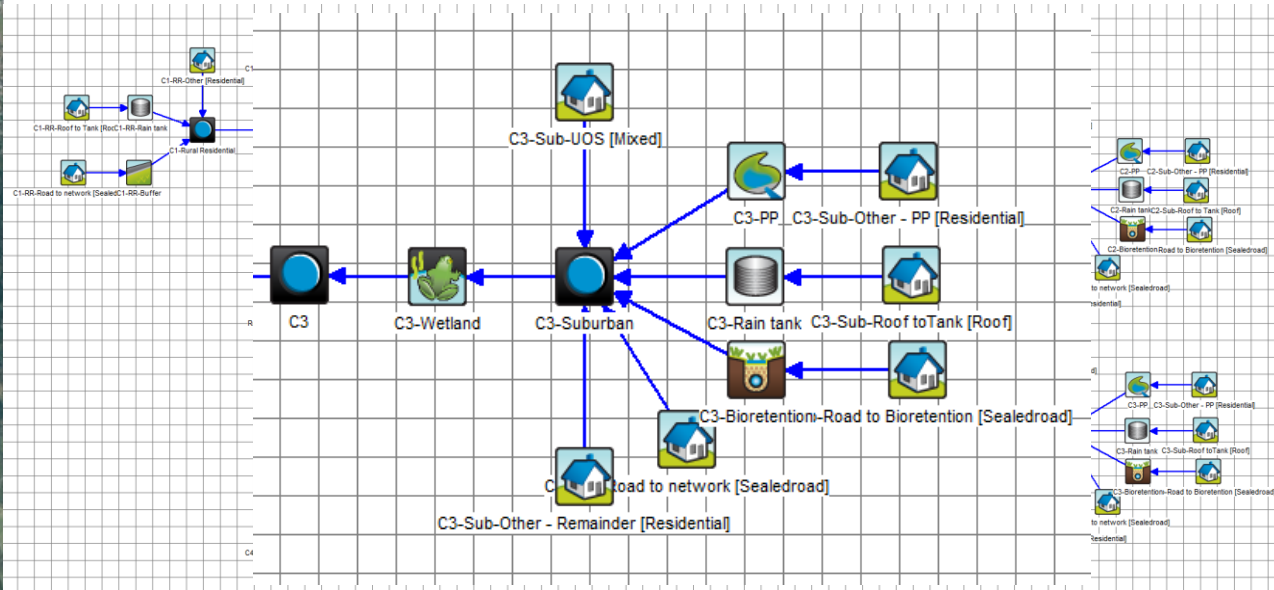 C1-RR-Other [Residential]
C1-RR-Roof to Tank [Roo
C1-RR-Rain tank
C1-Rural Residential
C1-RR-Road to network [Sealed
C1-RR-Buffer
C1
C4
C3-Sub-UOS [Mixed]
C3-PP
C3-Sub-Other - PP [Residential]
C3
C3-Wetland
C3-Suburban
C3-Rain tank
C3-Sub-Roof toTank [Roof]
C3-Bioretention
-Road to Bioretention [Sealedroad]
C
Road to network [Sealedroad]
C3-Sub-Other - Remainder [Residential]
C2-PP
C2-Sub-Other - PP [Residential]
C2-Rain tank
C2-Sub-Roof to Tank [Roof]
C2-Bioretention
Road to Bioretention [Sealedroad]
to network [Sealedroad]
sidential]
C3-PP
C3-Sub-Other - PP [Residential]
C3-Rain tank
C3-Sub-Roof toTank [Roof]
C3-Bioretention
-Road to Bioretention [Sealedroad
to network [Sealedroad]
Residential]